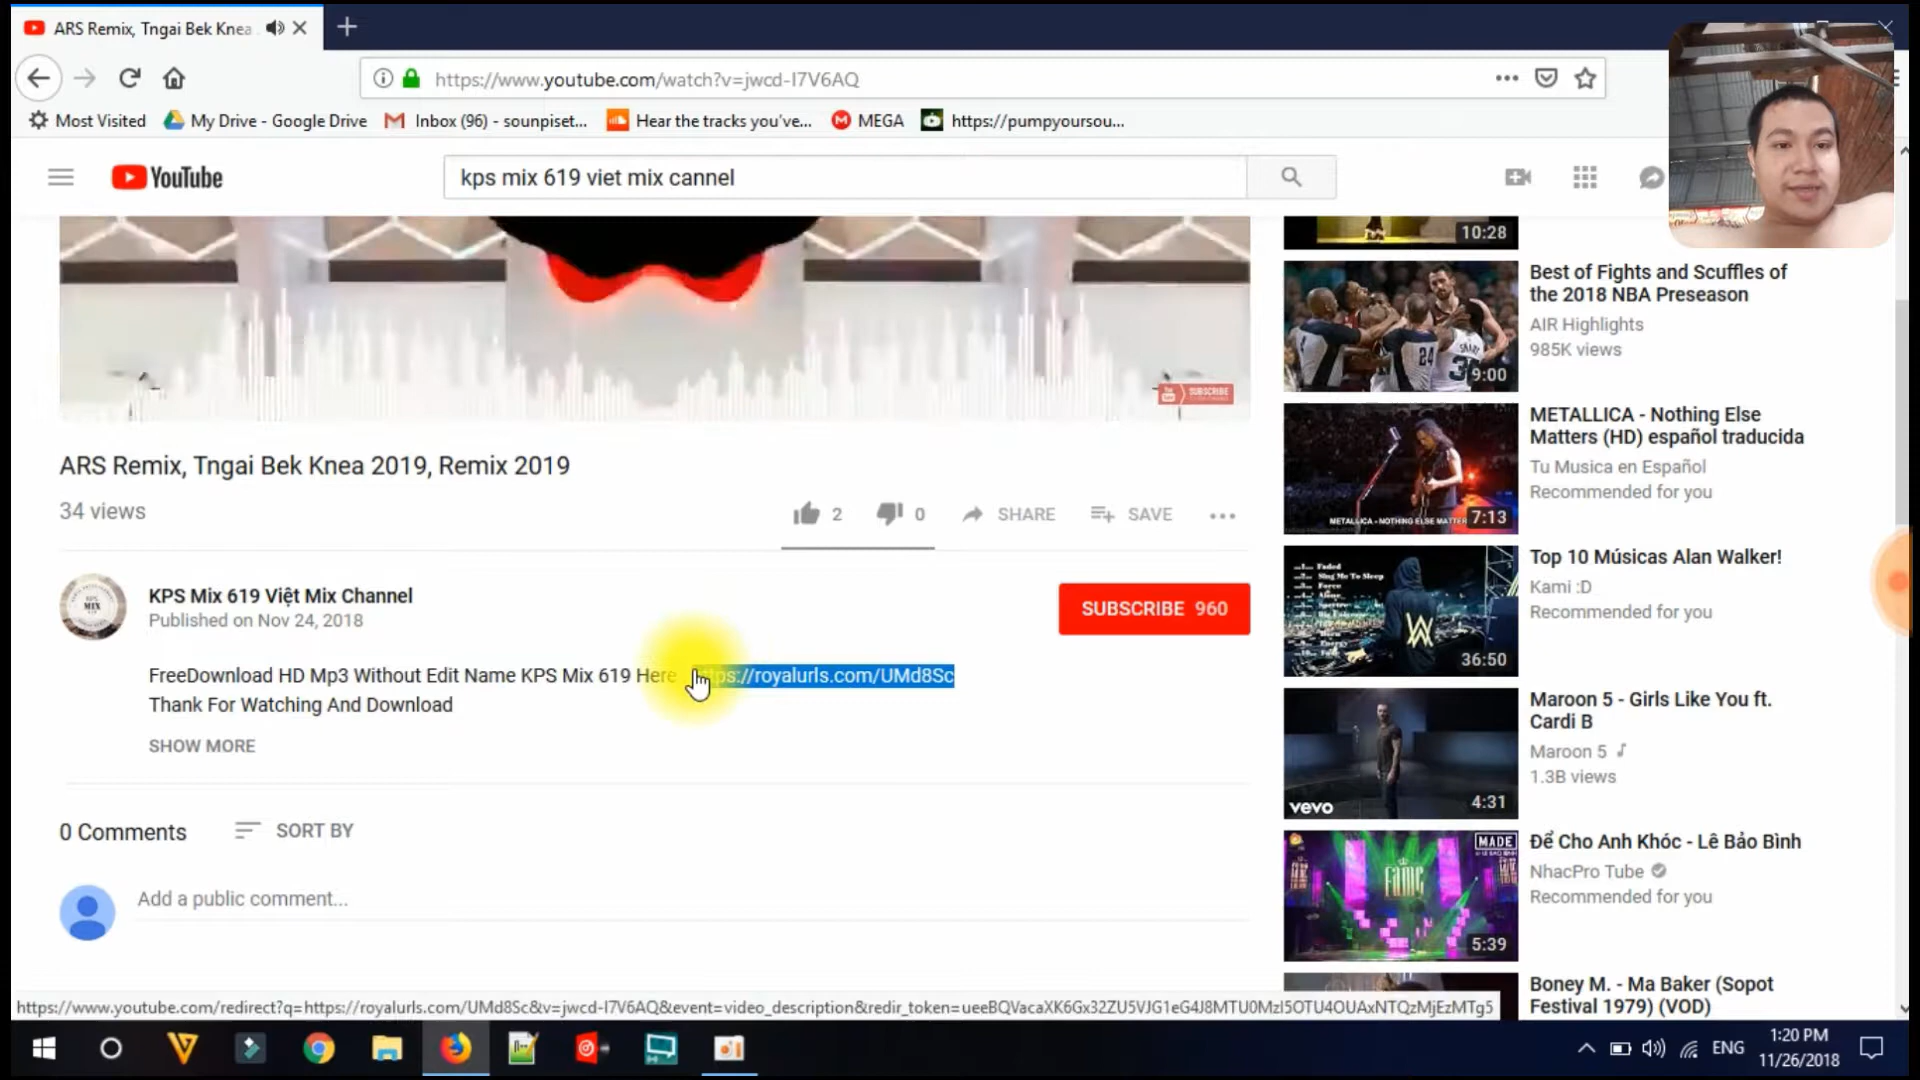 ARS Remix, Tngai Bek Knea
https://www.youtube.com/watch?v=jwcd-I7V6AQ
Most Visited
My Drive - Google Drive
Inbox (96) - sounpiset...
Hear the tracks you've...
MEGA
https://pumpyoursou...
YouTube
kps mix 619 viet mix cannel
SUBSCRIBE
ARS Remix, Tngai Bek Knea 2019, Remix 2019
34 views
2
0
SHARE
SAVE
KPS Mix 619 Việt Mix Channel
Published on Nov 24, 2018
SUBSCRIBE 960
FreeDownload HD Mp3 Without Edit Name KPS Mix 619 Here https://royalurls.com/UMd8Sc
Thank For Watching And Download
SHOW MORE
0 Comments
SORT BY
Add a public comment...
10:28
Best of Fights and Scuffles of
the 2018 NBA Preseason
AIR Highlights
985K views
24
9:00
METALLICA - Nothing Else
Matters (HD) español traducida
Tu Musica en Español
Recommended for you
METALLICA - NOTHING ELSE MATTER
7:13
Top 10 Músicas Alan Walker!
Kami :D
Recommended for you
36:50
Maroon 5 - Girls Like You ft.
Cardi B
Maroon 5
1.3B views
vevo
4:31
Để Cho Anh Khóc - Lê Bảo Bình
NhacPro Tube
Recommended for you
MADE
FAME
5:39
Boney M. - Ma Baker (Sopot
Festival 1979) (VOD)
https://www.youtube.com/redirect?q=https://royalurls.com/UMd8Sc&v=jwcd-I7V6AQ&event=video_description&redir_token=ueeBQVacaXK6Gx32ZU5VJG1eG4J8MTU0MzI5OTU4OUAxNTQzMjEzMTg5
ENG
1:20 PM
11/26/2018